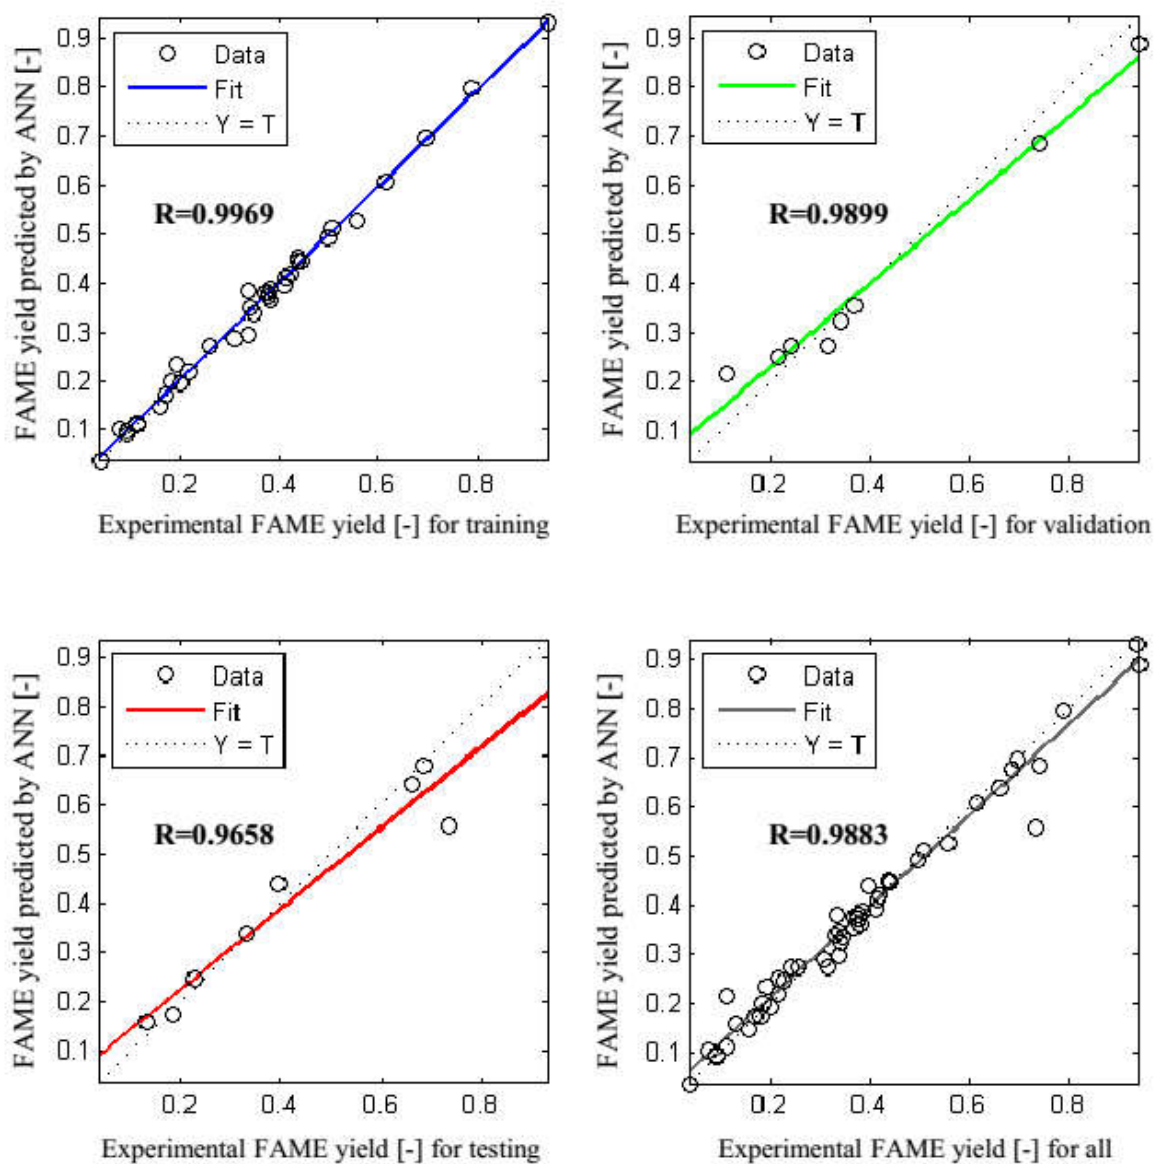 FAME yield predicted by ANN [-]
0.9
0.8
0.7
0.6
0.5
0.4
0.3
0.2
0.1
Data
Fit
Y = T
R=0.9969
0.2 0.4 0.6 0.8
Experimental FAME yield [-] for training
FAME yield predicted by ANN [-]
0.9
0.8
0.7
0.6
0.5
0.4
0.3
0.2
0.1
Data
Fit
Y = T
R=0.9899
0.2 0.4 0.6 0.8
Experimental FAME yield [-] for validation
FAME yield predicted by ANN [-]
0.9
0.8
0.7
0.6
0.5
0.4
0.3
0.2
0.1
Data
Fit
Y = T
R=0.9658
0.2 0.4 0.6 0.8
Experimental FAME yield [-] for testing
FAME yield predicted by ANN [-]
0.9
0.8
0.7
0.6
0.5
0.4
0.3
0.2
0.1
Data
Fit
Y = T
R=0.9883
0.2 0.4 0.6 0.8
Experimental FAME yield [-] for all